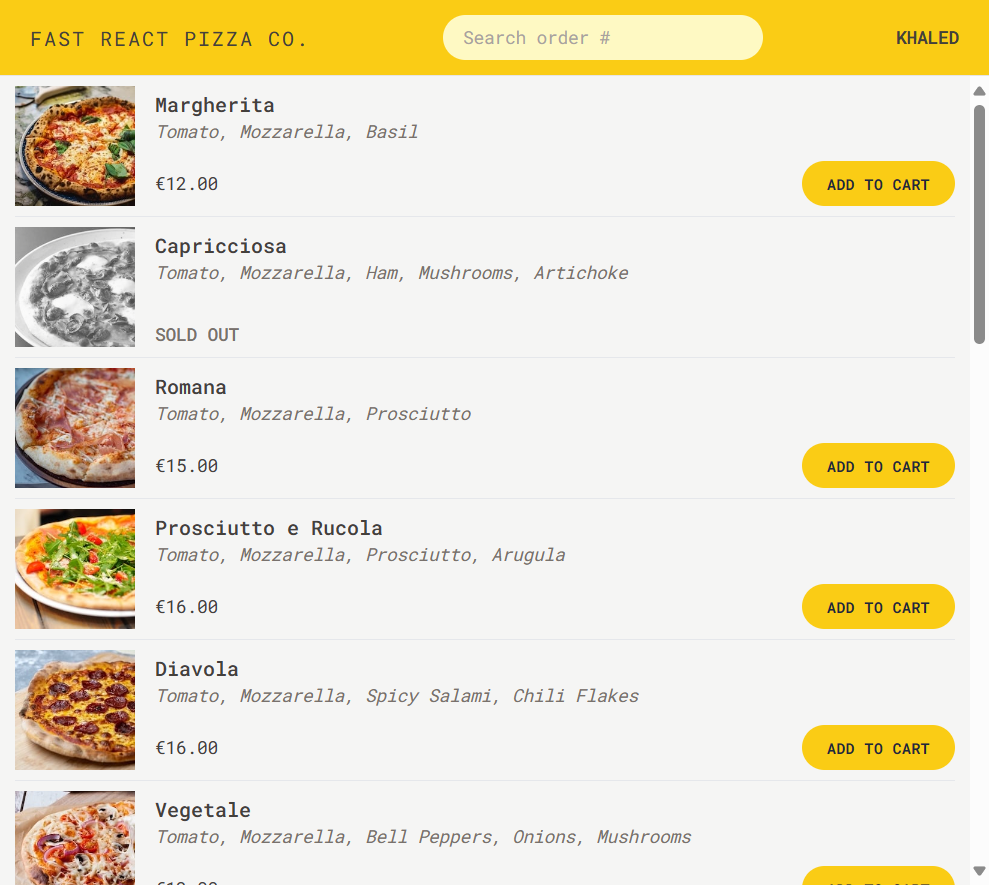 FAST REACT PIZZA CO.
Search order #
KHALED
Margherita
Tomato, Mozzarella, Basil
€12.00
ADD TO CART
Capricciosa
Tomato, Mozzarella, Ham, Mushrooms, Artichoke
SOLD OUT
Romana
Tomato, Mozzarella, Prosciutto
€15.00
ADD TO CART
Prosciutto e Rucola
Tomato, Mozzarella, Prosciutto, Arugula
€16.00
ADD TO CART
Diavola
Tomato, Mozzarella, Spicy Salami, Chili Flakes
€16.00
ADD TO CART
Vegetale
Tomato, Mozzarella, Bell Peppers, Onions, Mushrooms